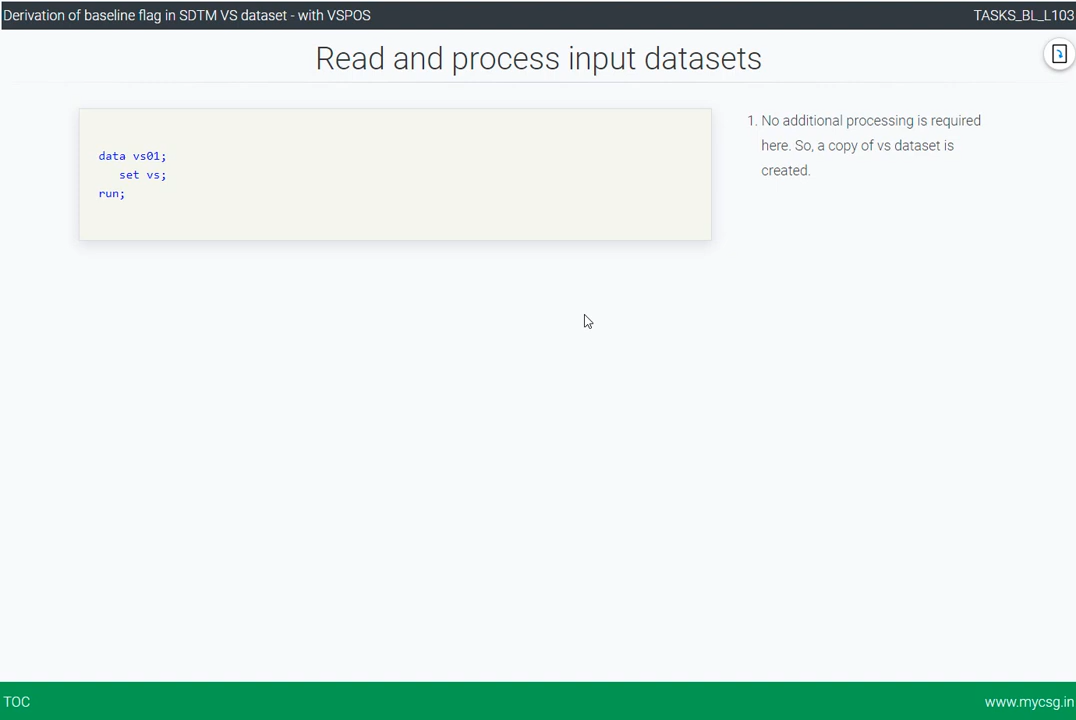 Derivation of baseline flag in SDTM VS dataset - with VSPOS
TASKS_BL_L103
Read and process input datasets
data vs01;
set vs;
run;
1. No additional processing is required
here. So, a copy of vs dataset is
created.
TOC
www.mycsg.in